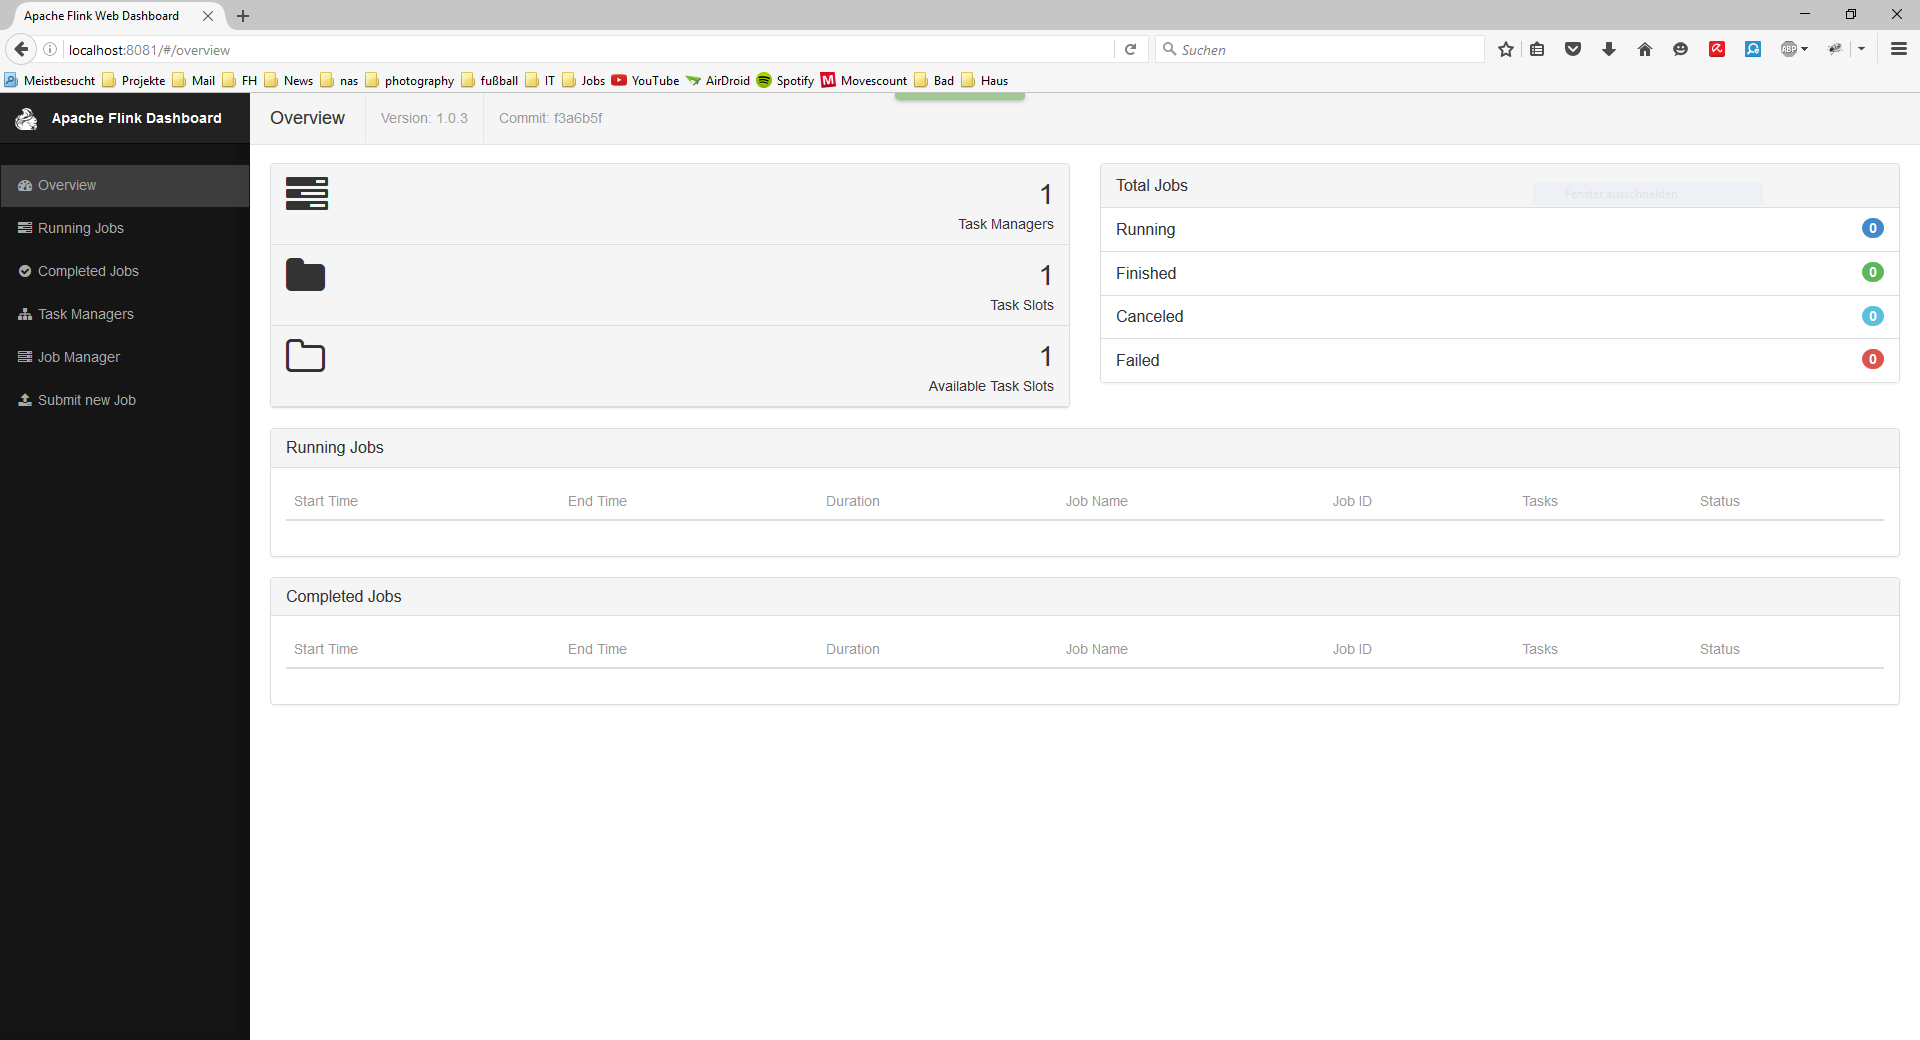 Apache Flink Web Dashboard
localhost:8081/#/overview
Suchen
ABP
Meistbesucht Projekte Mail FH News nas photography fußball IT Jobs YouTube AirDroid Spotify M Movescount Bad Haus
Apache Flink Dashboard
Overview Version: 1.0.3 Commit: f3a6b5f
Overview
Running Jobs
Completed Jobs
Task Managers
Job Manager
Submit new Job
1
Task Managers
1
Task Slots
1
Available Task Slots
Total Jobs
Fenster ausschneiden
Running 0
Finished 0
Canceled 0
Failed 0
Running Jobs
Start Time End Time Duration Job Name Job ID Tasks Status
Completed Jobs
Start Time End Time Duration Job Name Job ID Tasks Status